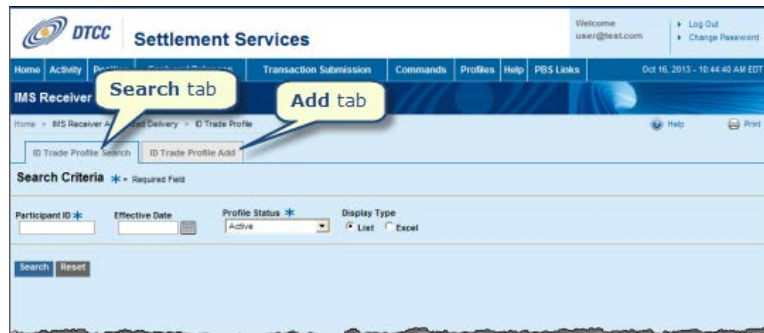 DTCC Settlement Services
Welcome
user@test.com
Log Out
Change Password
Home Activity Transaction Submission Commands Profiles Help PBS Links Oct 16, 2013 - 10:44:40 AM EDT
Search tab
Add tab
IMS Receiver
Home > IMS Receiver Delivery > ID Trade Profile
Help Print
ID Trade Profile Search ID Trade Profile Add
Search Criteria * - Required Field
Participant ID * Effective Date Profile Status * Display Type
Active List Excel
Search Reset